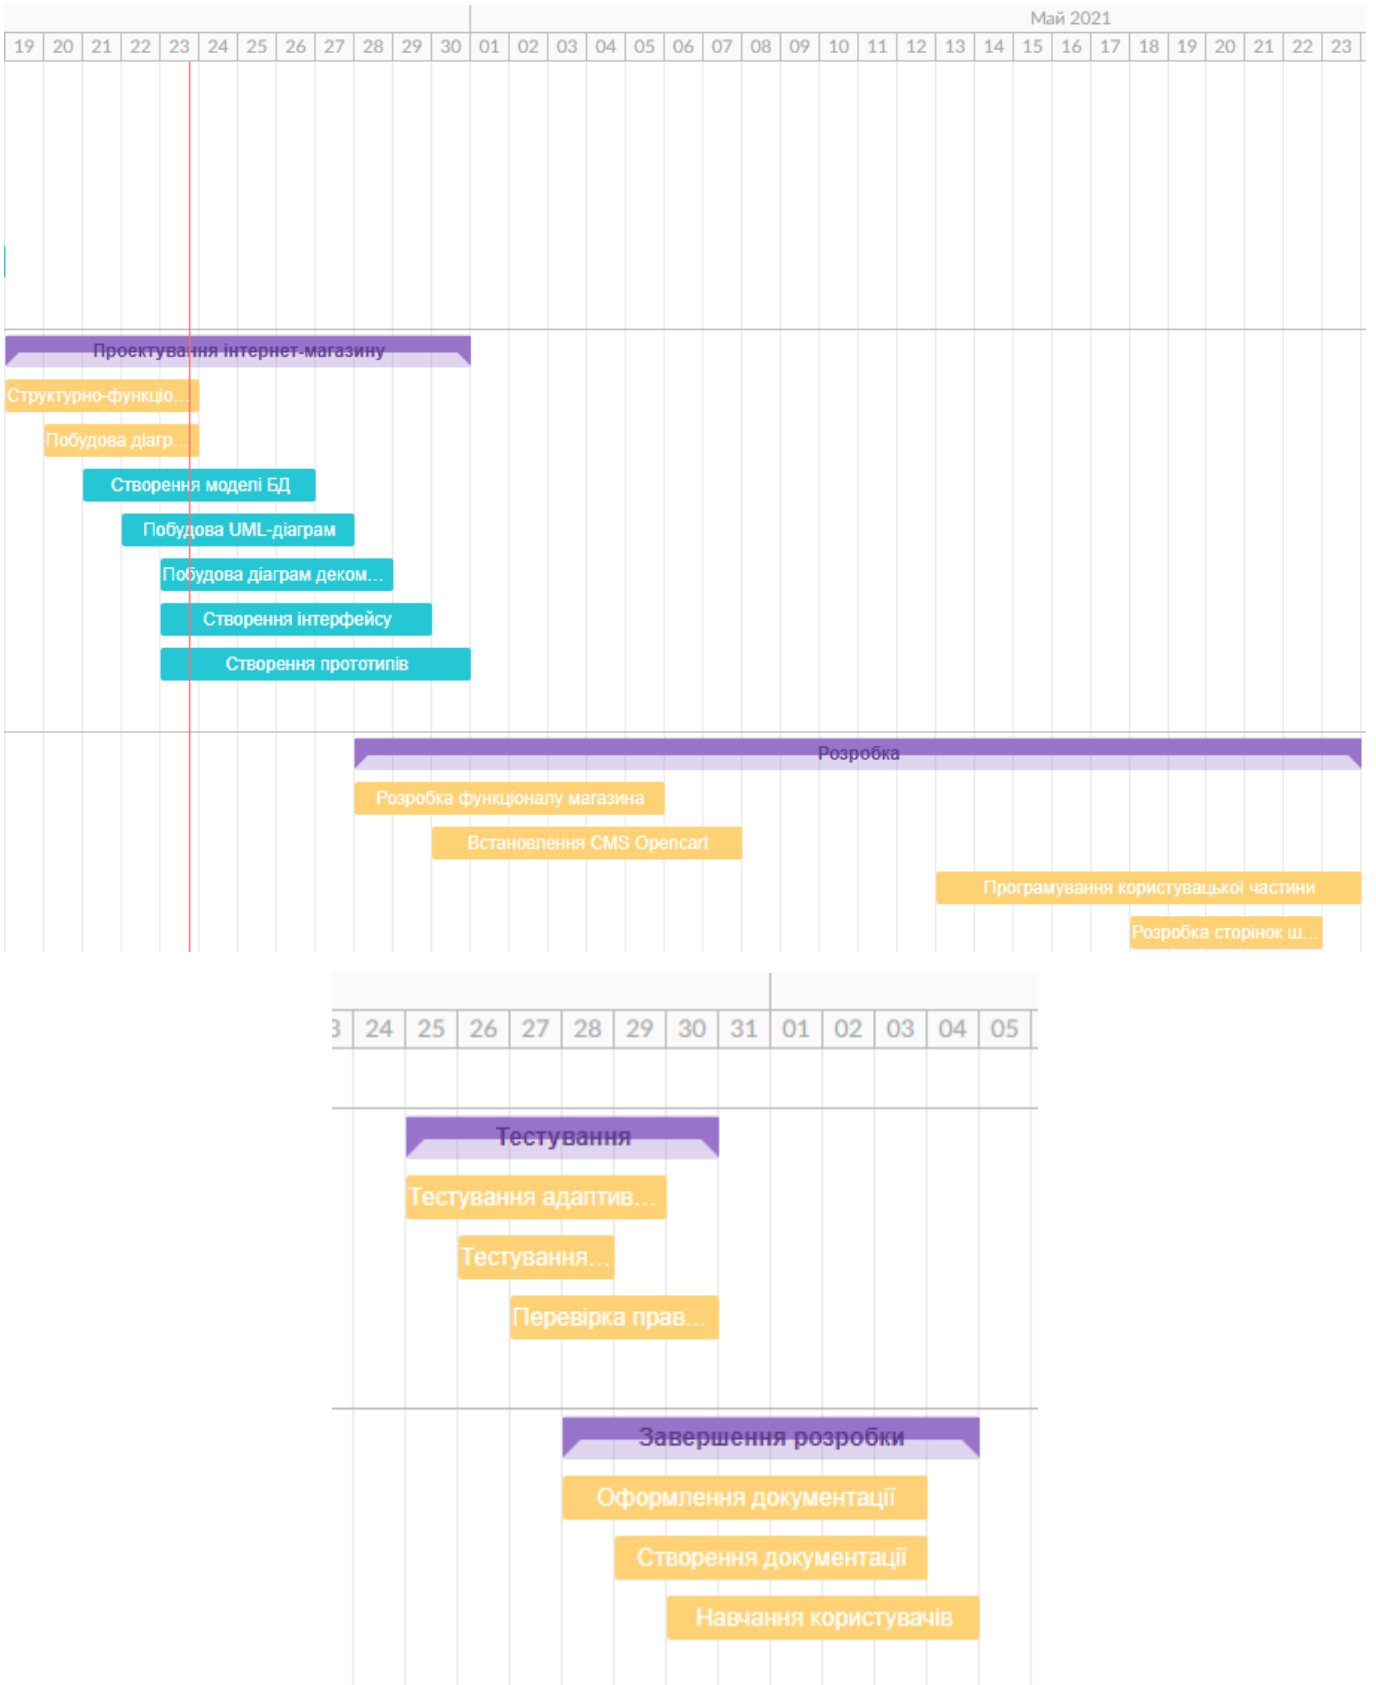 Май 2021
19 20 21 22 23 24 25 26 27 28 29 30 01 02 03 04 05 06 07 08 09 10 11 12 13 14 15 16 17 18 19 20 21 22 23
Проектування інтернет-магазину
Структурно-функціо...
Побудова діагр...
Створення моделі БД
Побудова UML-діаграм
Побудова діаграм деком...
Створення інтерфейсу
Створення прототипів
Розробка
Розробка функціоналу магазина
Встановлення CMS Opencart
Програмування користувацької частини
Розробка сторінок ш...
3 24 25 26 27 28 29 30 31 01 02 03 04 05
Тестування
Тестування адаптив...
Тестування...
Перевірка прав...
Завершення розробки
Оформлення документації
Створення документації
Навчання користувачів